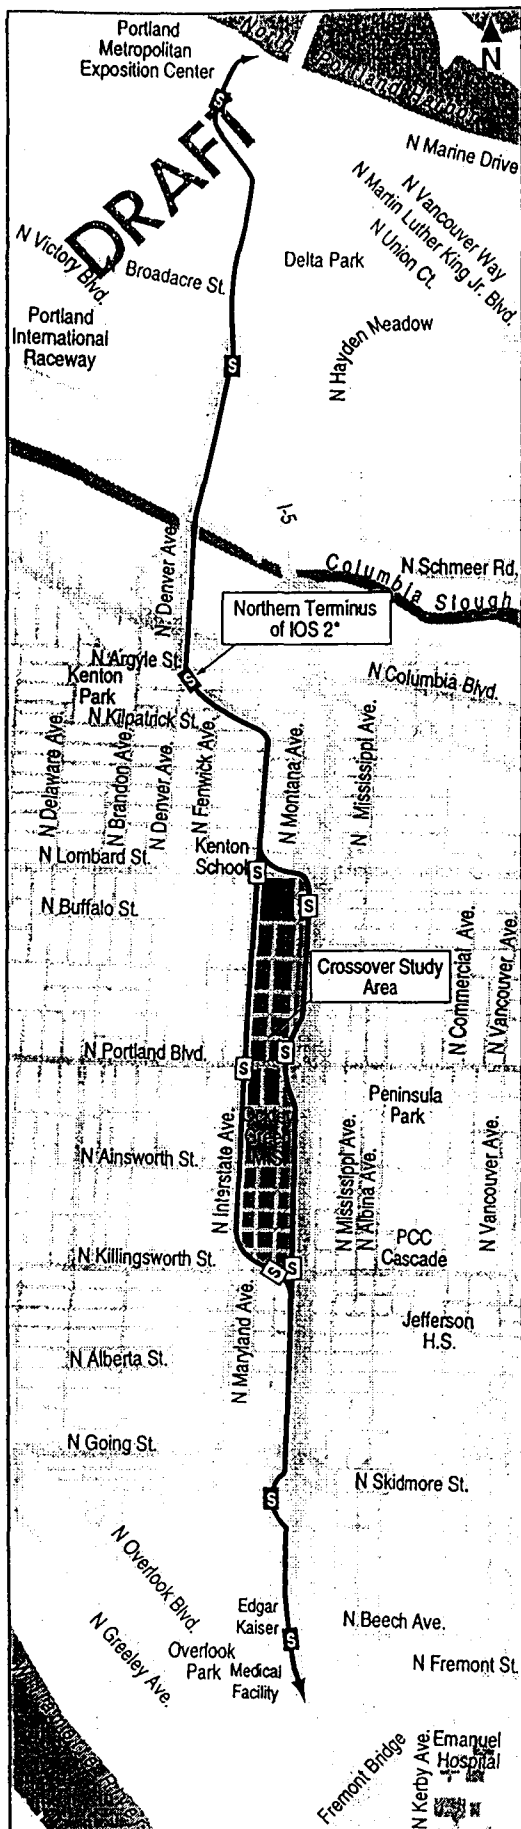 Portland
Metropolitan
Exposition Center
North Portland Harbor
N
DRAFT
N Marine Drive
N Vancouver Way
N Martin Luther King Jr. Blvd.
N Union Ct.
N Victory Blvd.
N Broadacre St.
Delta Park
Portland
International
Raceway
N Hayden Meadow
S
S
I-5
Columbia Slough
N Schmeer Rd.
N Denver Ave.
Northern Terminus
of IOS 2*
N Argyle St.
S
Kenton
Park
N Columbia Blvd.
N Kilpatrick St.
N Delaware Ave.
N Brandon Ave.
N Denver Ave.
N Fenwick Ave.
N Montana Ave.
N Mississippi Ave.
N Lombard St.
Kenton
School
S
S
N Buffalo St.
Crossover Study
Area
N Commercial Ave.
N Vancouver Ave.
N Portland Blvd.
S
S
Peninsula
Park
N Interstate Ave.
N Ainsworth St.
N Mississippi Ave.
N Albina Ave.
N Vancouver Ave.
N Killingsworth St.
S
S
PCC
Cascade
N Maryland Ave.
Jefferson
H.S.
N Alberta St.
N Going St.
N Skidmore St.
S
N Overlook Blvd.
N Greeley Ave.
Overlook
Park
Edgar
Kaiser
Medical
Facility
S
N Beech Ave.
N Fremont St.
Fremont Bridge
N Kerby Ave.
Emanuel
Hospital